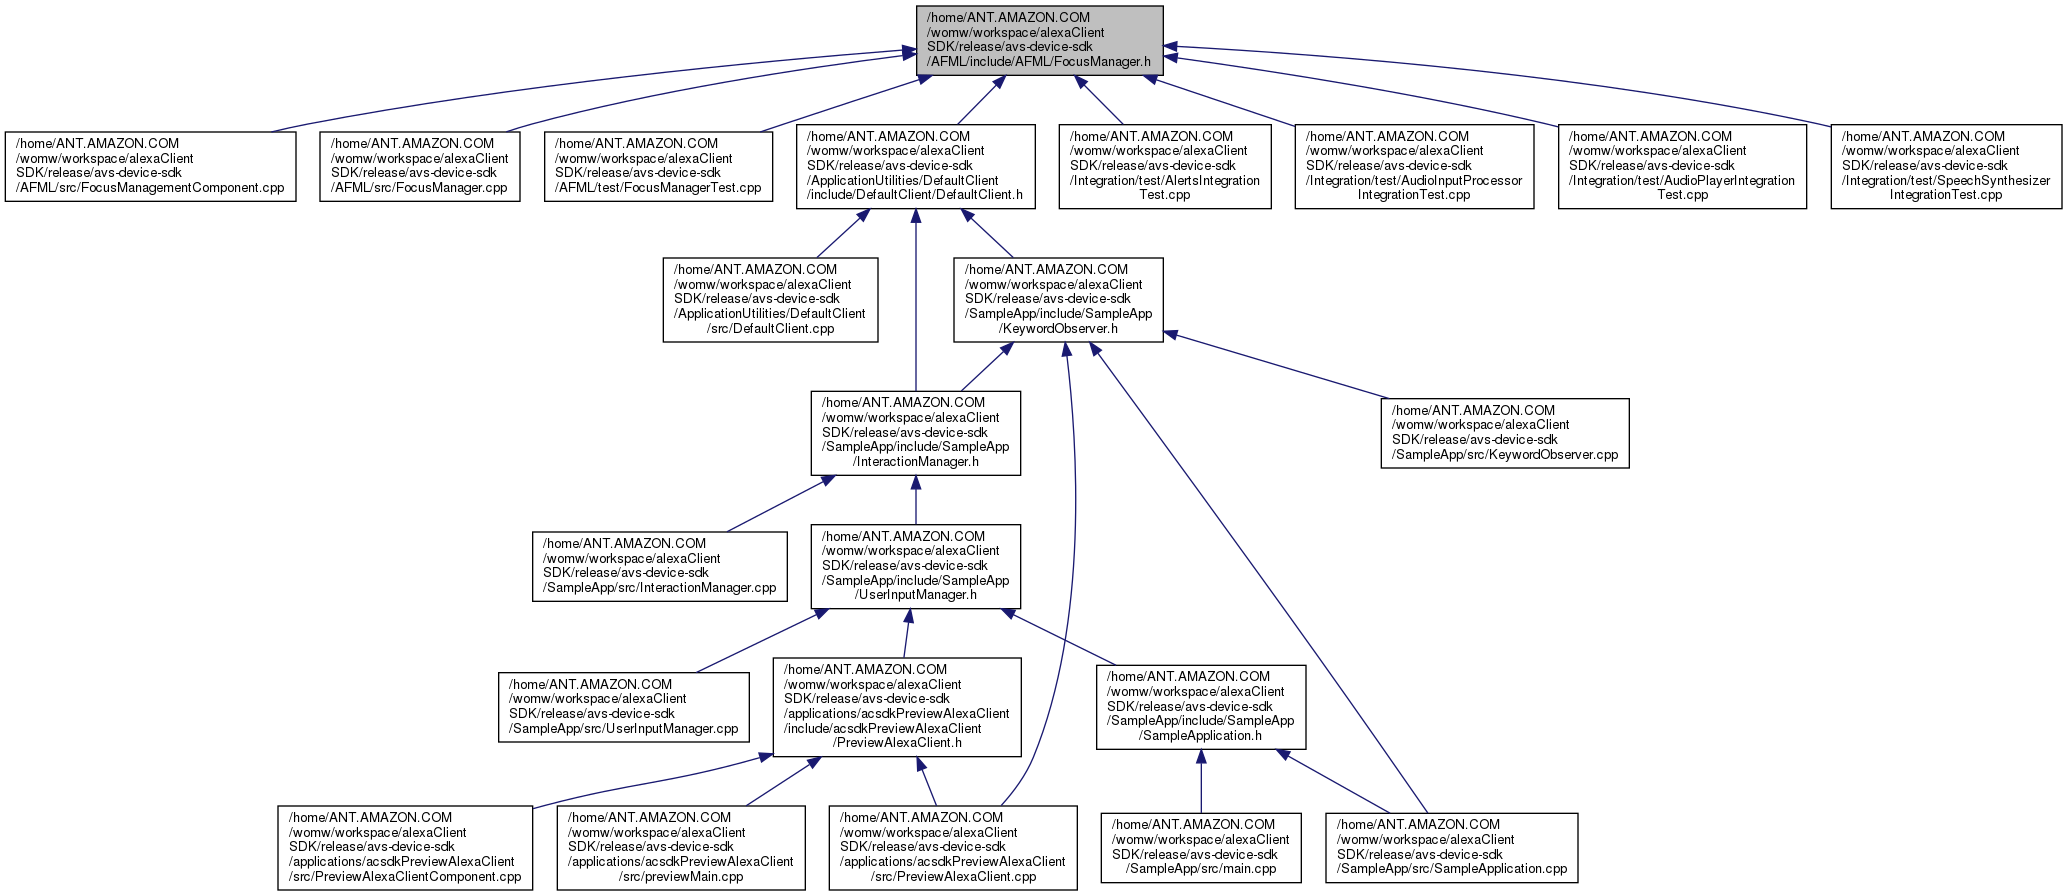 /home/ANT.AMAZON.COM
/womw/workspace/alexaClient
SDK/release/avs-device-sdk
/AFML/include/AFML/FocusManager.h
/home/ANT.AMAZON.COM
/womw/workspace/alexaClient
SDK/release/avs-device-sdk
/AFML/src/FocusManagementComponent.cpp
/home/ANT.AMAZON.COM
/womw/workspace/alexaClient
SDK/release/avs-device-sdk
/AFML/src/FocusManager.cpp
/home/ANT.AMAZON.COM
/womw/workspace/alexaClient
SDK/release/avs-device-sdk
/AFML/test/FocusManagerTest.cpp
/home/ANT.AMAZON.COM
/womw/workspace/alexaClient
SDK/release/avs-device-sdk
/ApplicationUtilities/DefaultClient
/include/DefaultClient/DefaultClient.h
/home/ANT.AMAZON.COM
/womw/workspace/alexaClient
SDK/release/avs-device-sdk
/Integration/test/AlertsIntegration
Test.cpp
/home/ANT.AMAZON.COM
/womw/workspace/alexaClient
SDK/release/avs-device-sdk
/Integration/test/AudioInputProcessor
IntegrationTest.cpp
/home/ANT.AMAZON.COM
/womw/workspace/alexaClient
SDK/release/avs-device-sdk
/Integration/test/AudioPlayerIntegration
Test.cpp
/home/ANT.AMAZON.COM
/womw/workspace/alexaClient
SDK/release/avs-device-sdk
/Integration/test/SpeechSynthesizer
IntegrationTest.cpp
/home/ANT.AMAZON.COM
/womw/workspace/alexaClient
SDK/release/avs-device-sdk
/ApplicationUtilities/DefaultClient
/src/DefaultClient.cpp
/home/ANT.AMAZON.COM
/womw/workspace/alexaClient
SDK/release/avs-device-sdk
/SampleApp/include/SampleApp
/KeywordObserver.h
/home/ANT.AMAZON.COM
/womw/workspace/alexaClient
SDK/release/avs-device-sdk
/SampleApp/include/SampleApp
/InteractionManager.h
/home/ANT.AMAZON.COM
/womw/workspace/alexaClient
SDK/release/avs-device-sdk
/SampleApp/src/KeywordObserver.cpp
/home/ANT.AMAZON.COM
/womw/workspace/alexaClient
SDK/release/avs-device-sdk
/SampleApp/src/InteractionManager.cpp
/home/ANT.AMAZON.COM
/womw/workspace/alexaClient
SDK/release/avs-device-sdk
/SampleApp/include/SampleApp
/UserInputManager.h
/home/ANT.AMAZON.COM
/womw/workspace/alexaClient
SDK/release/avs-device-sdk
/SampleApp/src/UserInputManager.cpp
/home/ANT.AMAZON.COM
/womw/workspace/alexaClient
SDK/release/avs-device-sdk
/applications/acsdkPreviewAlexaClient
/include/acsdkPreviewAlexaClient
/PreviewAlexaClient.h
/home/ANT.AMAZON.COM
/womw/workspace/alexaClient
SDK/release/avs-device-sdk
/SampleApp/include/SampleApp
/SampleApplication.h
/home/ANT.AMAZON.COM
/womw/workspace/alexaClient
SDK/release/avs-device-sdk
/applications/acsdkPreviewAlexaClient
/src/PreviewAlexaClientComponent.cpp
/home/ANT.AMAZON.COM
/womw/workspace/alexaClient
SDK/release/avs-device-sdk
/applications/acsdkPreviewAlexaClient
/src/previewMain.cpp
/home/ANT.AMAZON.COM
/womw/workspace/alexaClient
SDK/release/avs-device-sdk
/applications/acsdkPreviewAlexaClient
/src/PreviewAlexaClient.cpp
/home/ANT.AMAZON.COM
/womw/workspace/alexaClient
SDK/release/avs-device-sdk
/SampleApp/src/main.cpp
/home/ANT.AMAZON.COM
/womw/workspace/alexaClient
SDK/release/avs-device-sdk
/SampleApp/src/SampleApplication.cpp